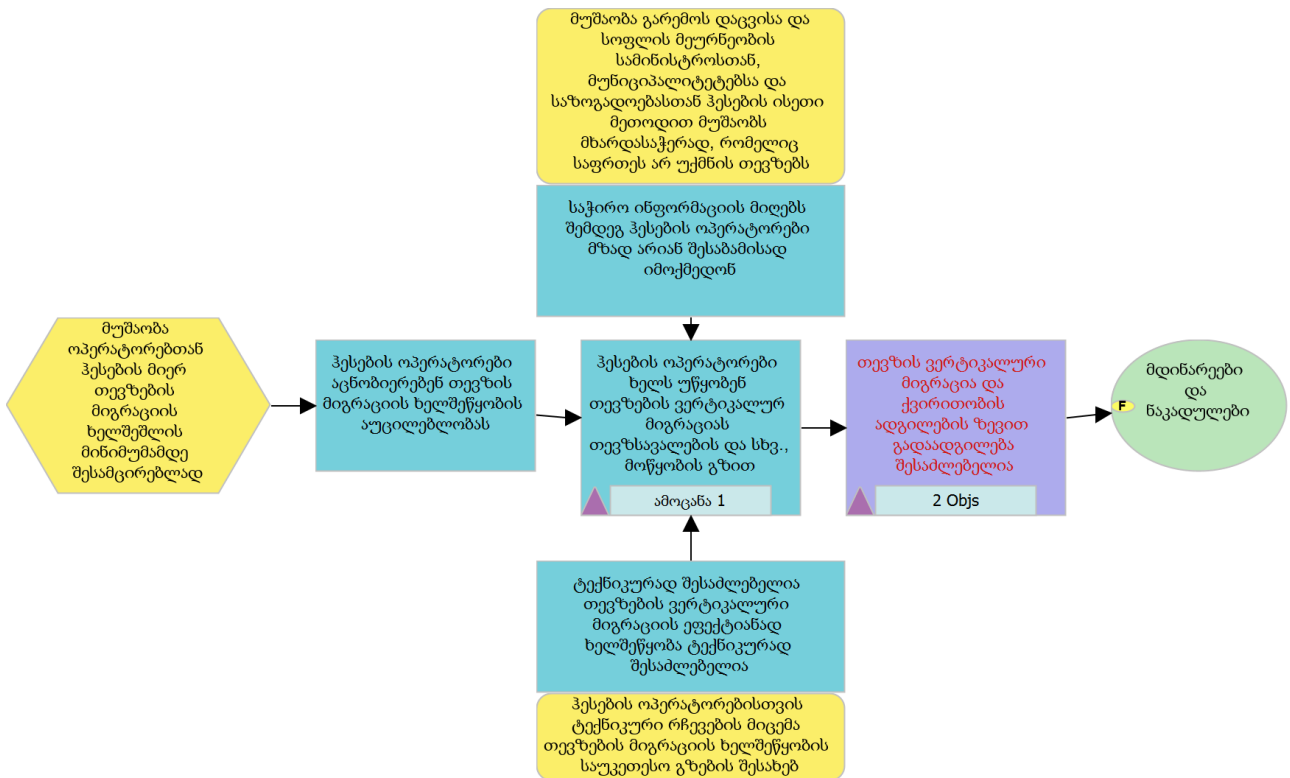 მუშაობა გარემოს დაცვისა და
სოფლის მეურნეობის
სამინისტროსთან,
მუნიციპალიტეტებსა და
საზოგადოებასთან ჰესების ისეთი
მეთოდით მუშაობს
მხარდასაჭერად, რომელიც
საფრთეს არ უქმნის თევზებს
საჭირო ინფორმაციის მიღებს
შემდეგ ჰესების ოპერატორები
მზად არიან შესაბამისად
იმოქმედონ
მუშაობა
ოპერატორებთან
ჰესების მიერ
თევზების
მიგრაციის
ხელშეშლის
მინიმუმამდე
შესამცირებლად
ჰესების ოპერატორები
აცნობიერებენ თევზის
მიგრაციის ხელშეწყობის
აუცილებლობას
ჰესების ოპერატორები
ხელს უწყობენ
თევზების ვერტიკალურ
მიგრაციას
თევზსავალების და სხვ.,
მოწყობის გზით
ამოცანა 1
თევზის ვერტიკალური
მიგრაცია და
ქვირითობის
ადგილების ზევით
გადაადგილება
შესაძლებელია
2 Objs
F
მდინარეები
და
ნაკადულები
ტექნიკურად შესაძლებელია
თევზების ვერტიკალური
მიგრაციის ეფექტიანად
ხელშეწყობა ტექნიკურად
შესაძლებელია
ჰესების ოპერატორებისთვის
ტექნიკური რჩევების მიცემა
თევზების მიგრაციის ხელშეწყობის
საუკეთესო გზების შესახებ